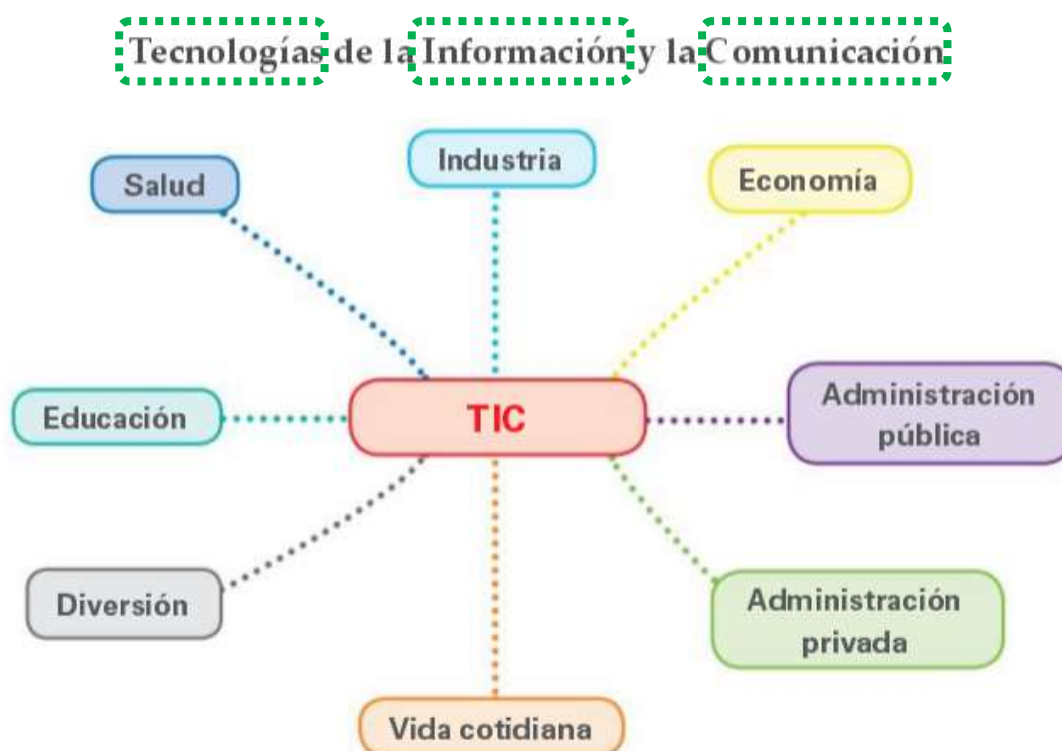 Tecnologías de la Información y la Comunicación
Industria
Salud
Economía
TIC
Educación
Administración
pública
Diversión
Administración
privada
Vida cotidiana